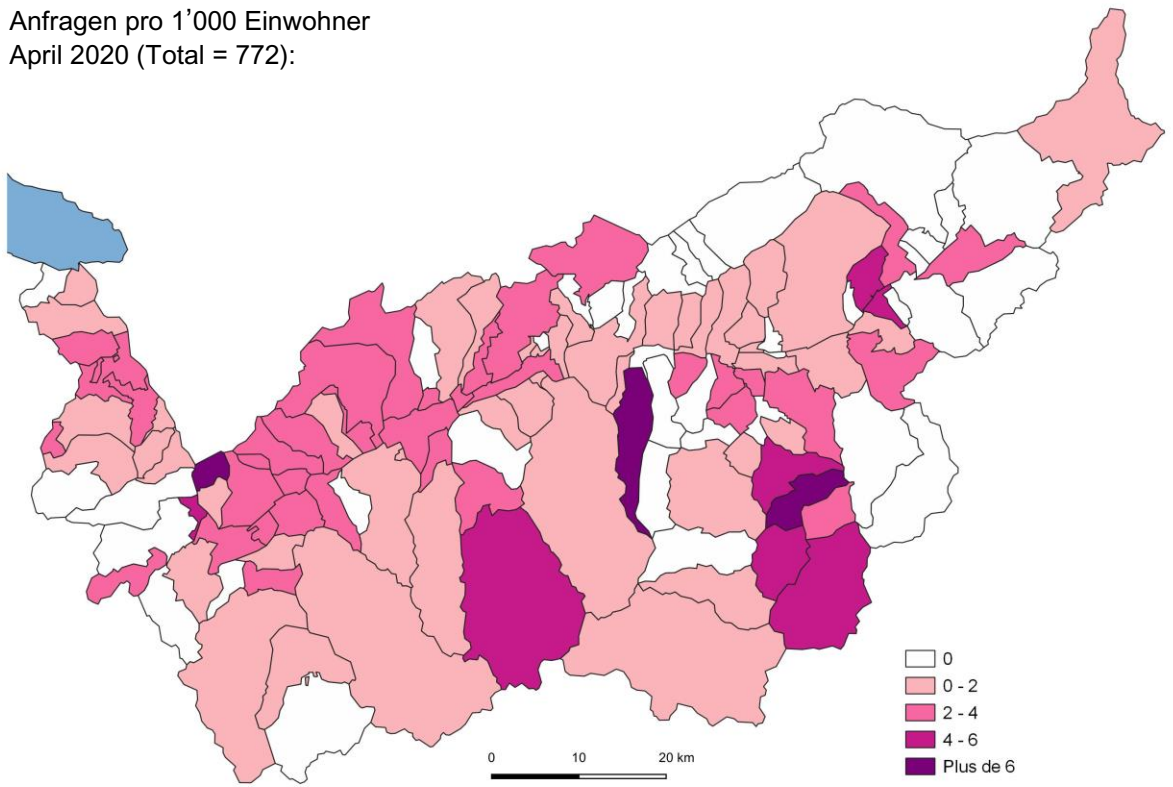 Anfragen pro 1’000 Einwohner
April 2020 (Total = 772):
0
0 - 2
2 - 4
4 - 6
Plus de 6
0 10 20 km